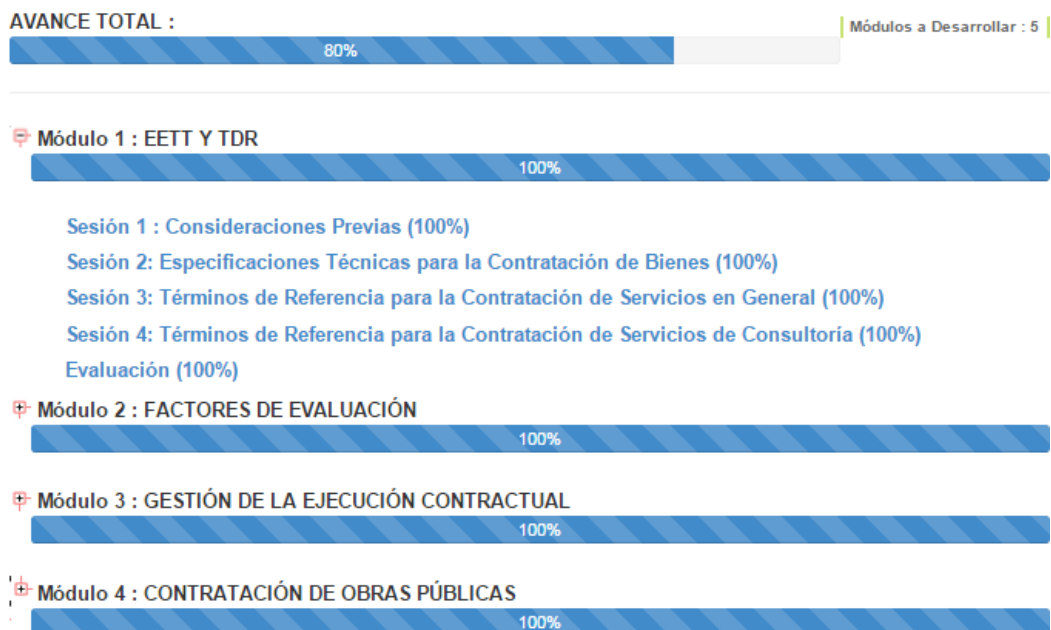 AVANCE TOTAL :
Módulos a Desarrollar : 5
80%
Módulo 1 : EETT Y TDR
100%
Sesión 1 : Consideraciones Previas (100%)
Sesión 2: Especificaciones Técnicas para la Contratación de Bienes (100%)
Sesión 3: Términos de Referencia para la Contratación de Servicios en General (100%)
Sesión 4: Términos de Referencia para la Contratación de Servicios de Consultoría (100%)
Evaluación (100%)
Módulo 2 : FACTORES DE EVALUACIÓN
100%
Módulo 3 : GESTIÓN DE LA EJECUCIÓN CONTRACTUAL
100%
Módulo 4 : CONTRATACIÓN DE OBRAS PÚBLICAS
100%